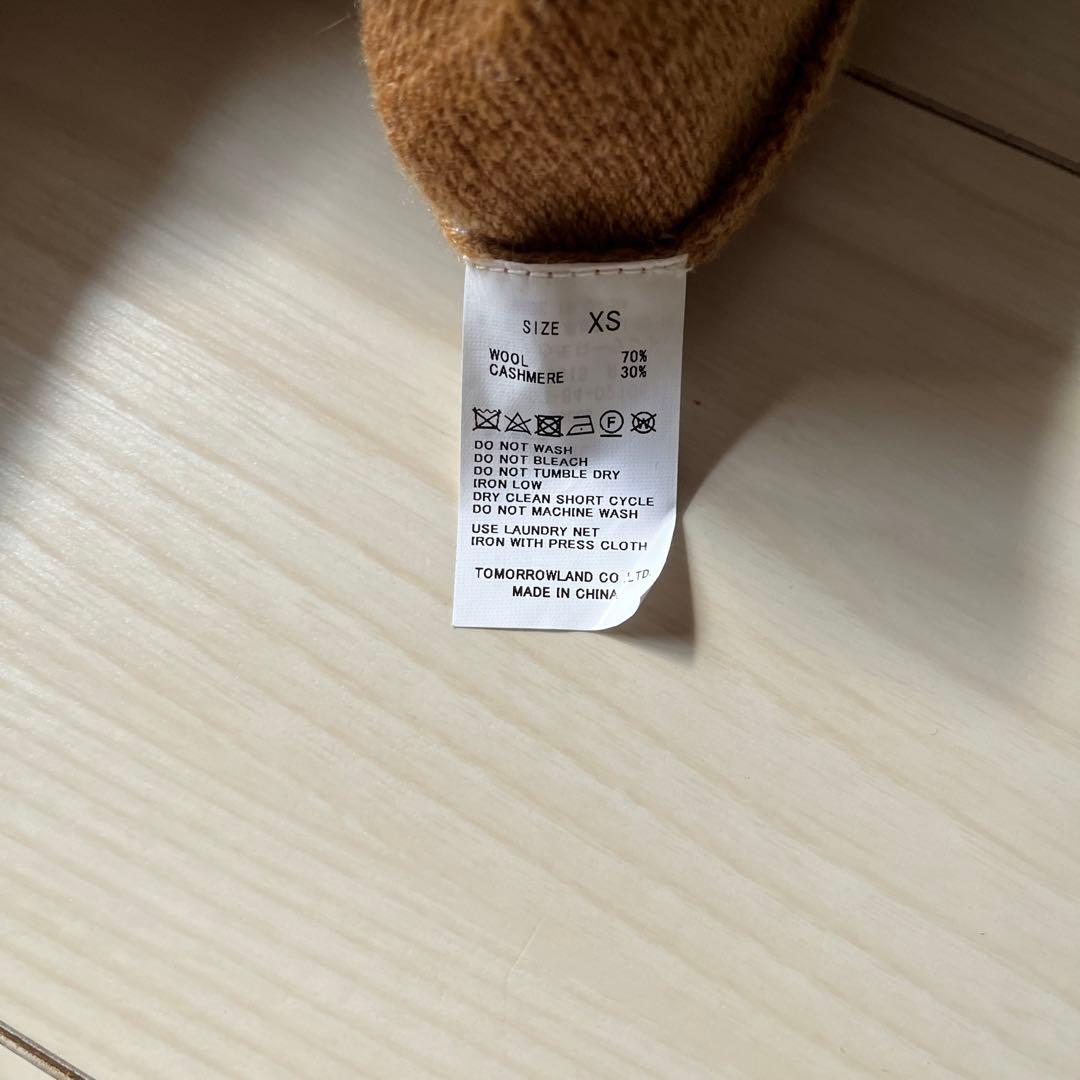 SIZE XS
WOOL 70%
CASHMERE 30%
F W
DO NOT WASH
DO NOT BLEACH
DO NOT TUMBLE DRY
IRON LOW
DRY CLEAN SHORT CYCLE
DO NOT MACHINE WASH
USE LAUNDRY NET
IRON WITH PRESS CLOTH
TOMORROWLAND CO.,LTD.
MADE IN CHINA